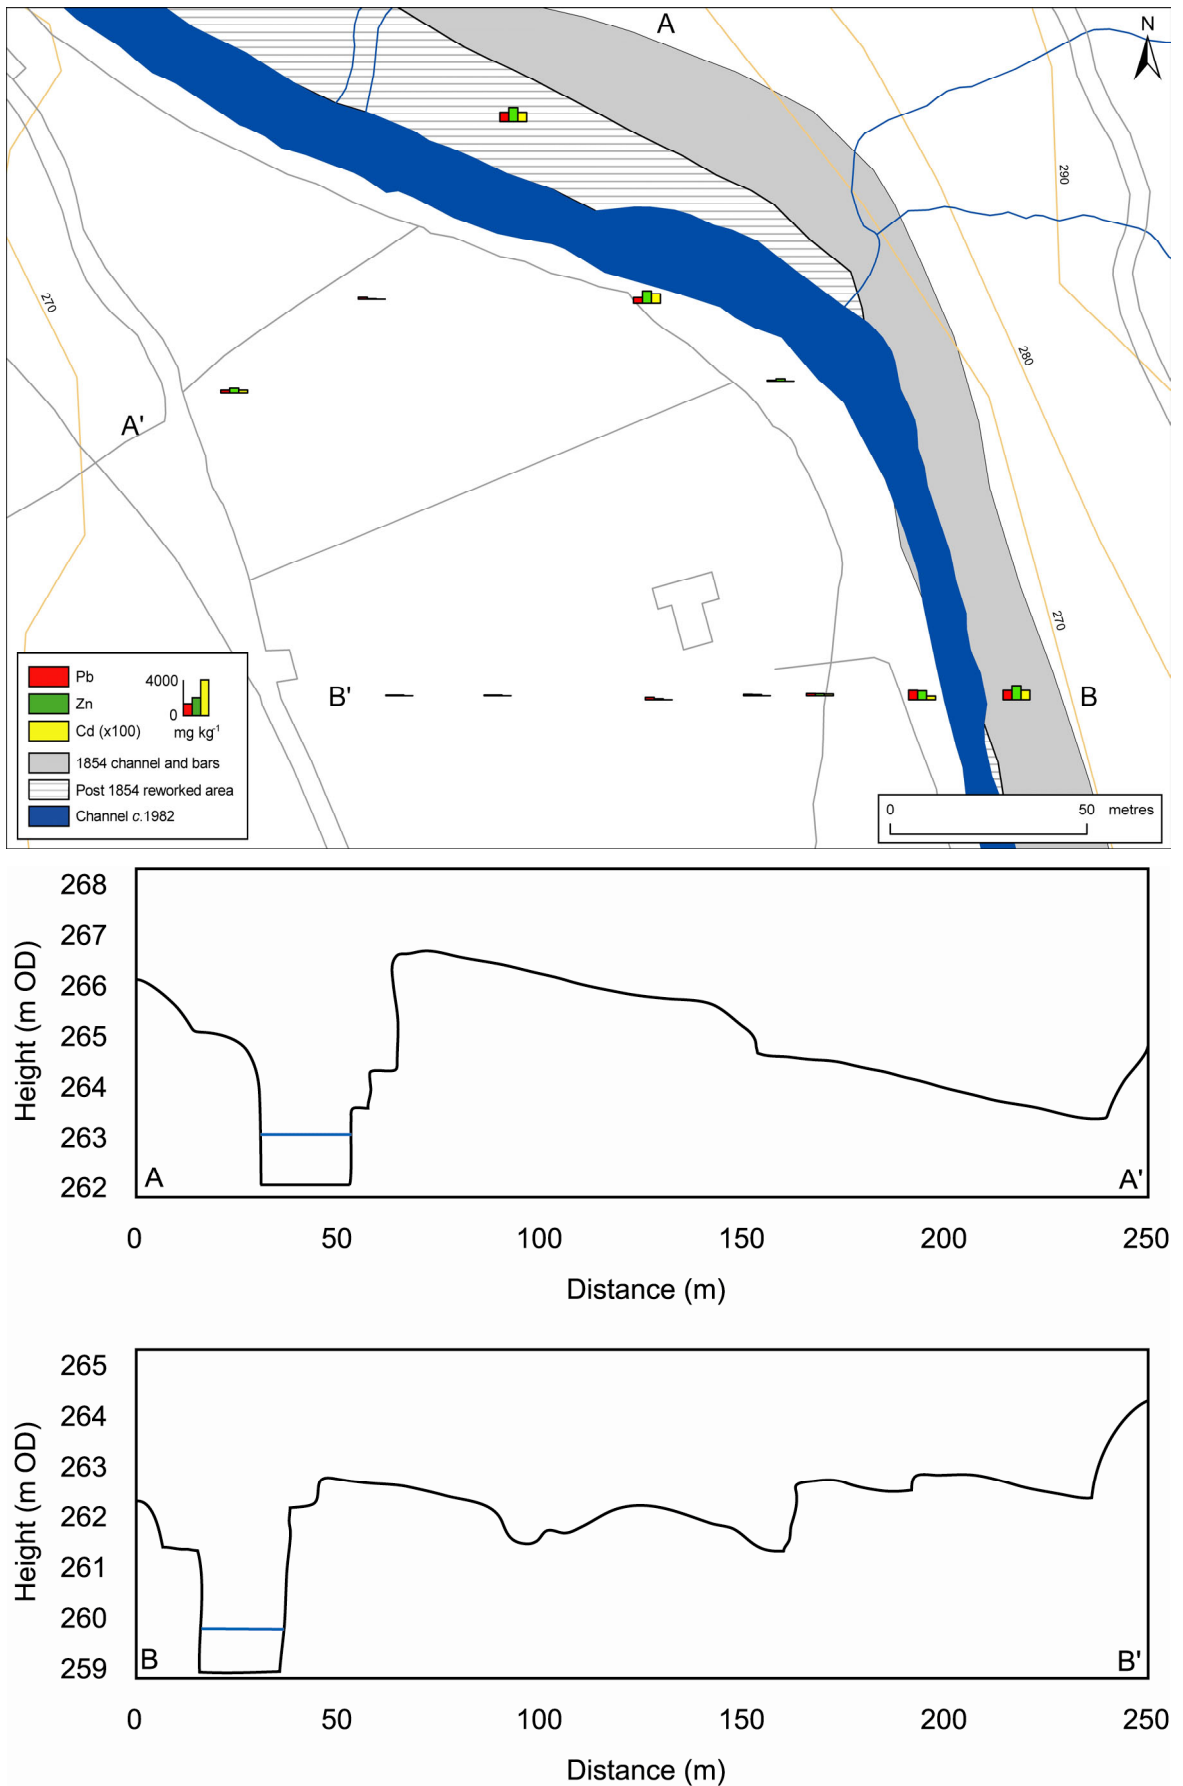 A
N
290
270
280
A'
270
B'
B
Pb
Zn
Cd (x100)
4000
0
mg kg⁻¹
1854 channel and bars
Post 1854 reworked area
Channel c.1982
0 50 metres
268
267
266
265
264
263
262
Height (m OD)
A A'
0 50 100 150 200 250
Distance (m)
265
264
263
262
261
260
259
Height (m OD)
B B'
0 50 100 150 200 250
Distance (m)